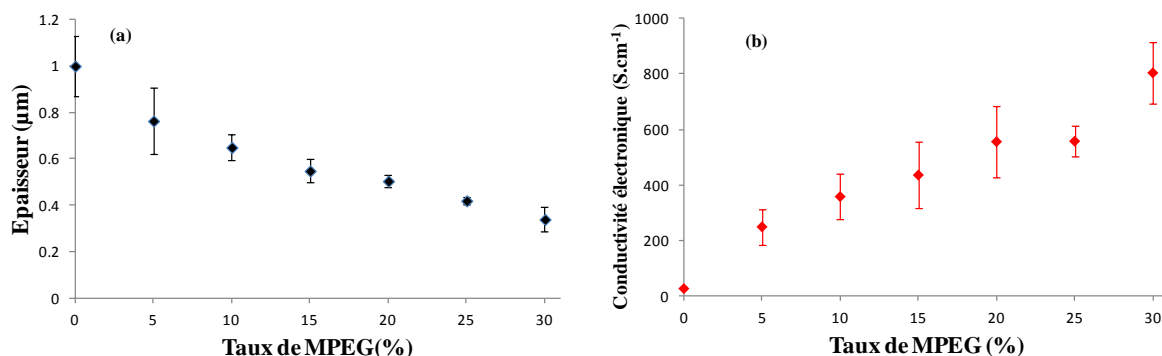 (a)
Epaisseur (µm)
1.2
1
0.8
0.6
0.4
0.2
0
0 5 10 15 20 25 30
Taux de MPEG(%)
(b)
Conductivité électronique (S.cm-1)
1000
800
600
400
200
0
0 5 10 15 20 25 30
Taux de MPEG (%)